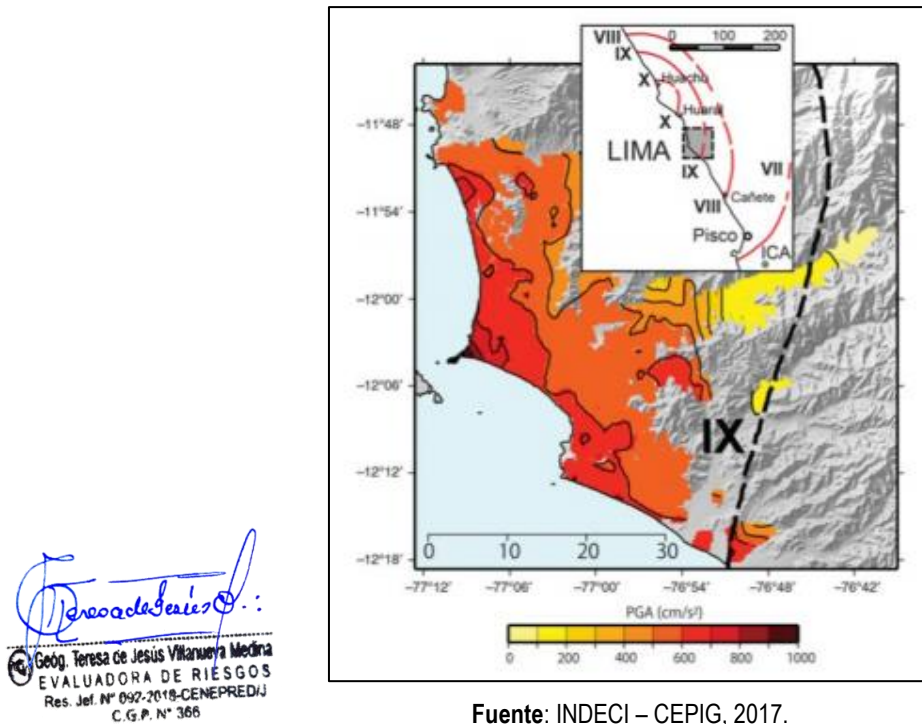 VIII
IX
X
Huacho
Huaral
X
LIMA
IX
VII
Cañete
VIII
Pisco
ICA
0 100 200
−11°48'
−11°54'
−12°00'
−12°06'
−12°12'
−12°18'
IX
0 10 20 30
−77°12' −77°06' −77°00' −76°54' −76°48' −76°42'
PGA (cm/s²)
0 200 400 600 800 1000
Teresa de Jesús
Geóg. Teresa de Jesús Villanueva Medina
EVALUADORA DE RIESGOS
Res. Jef. N° 092-2018-CENEPRED/J
C.G.P. N° 366
Fuente: INDECI – CEPIG, 2017.